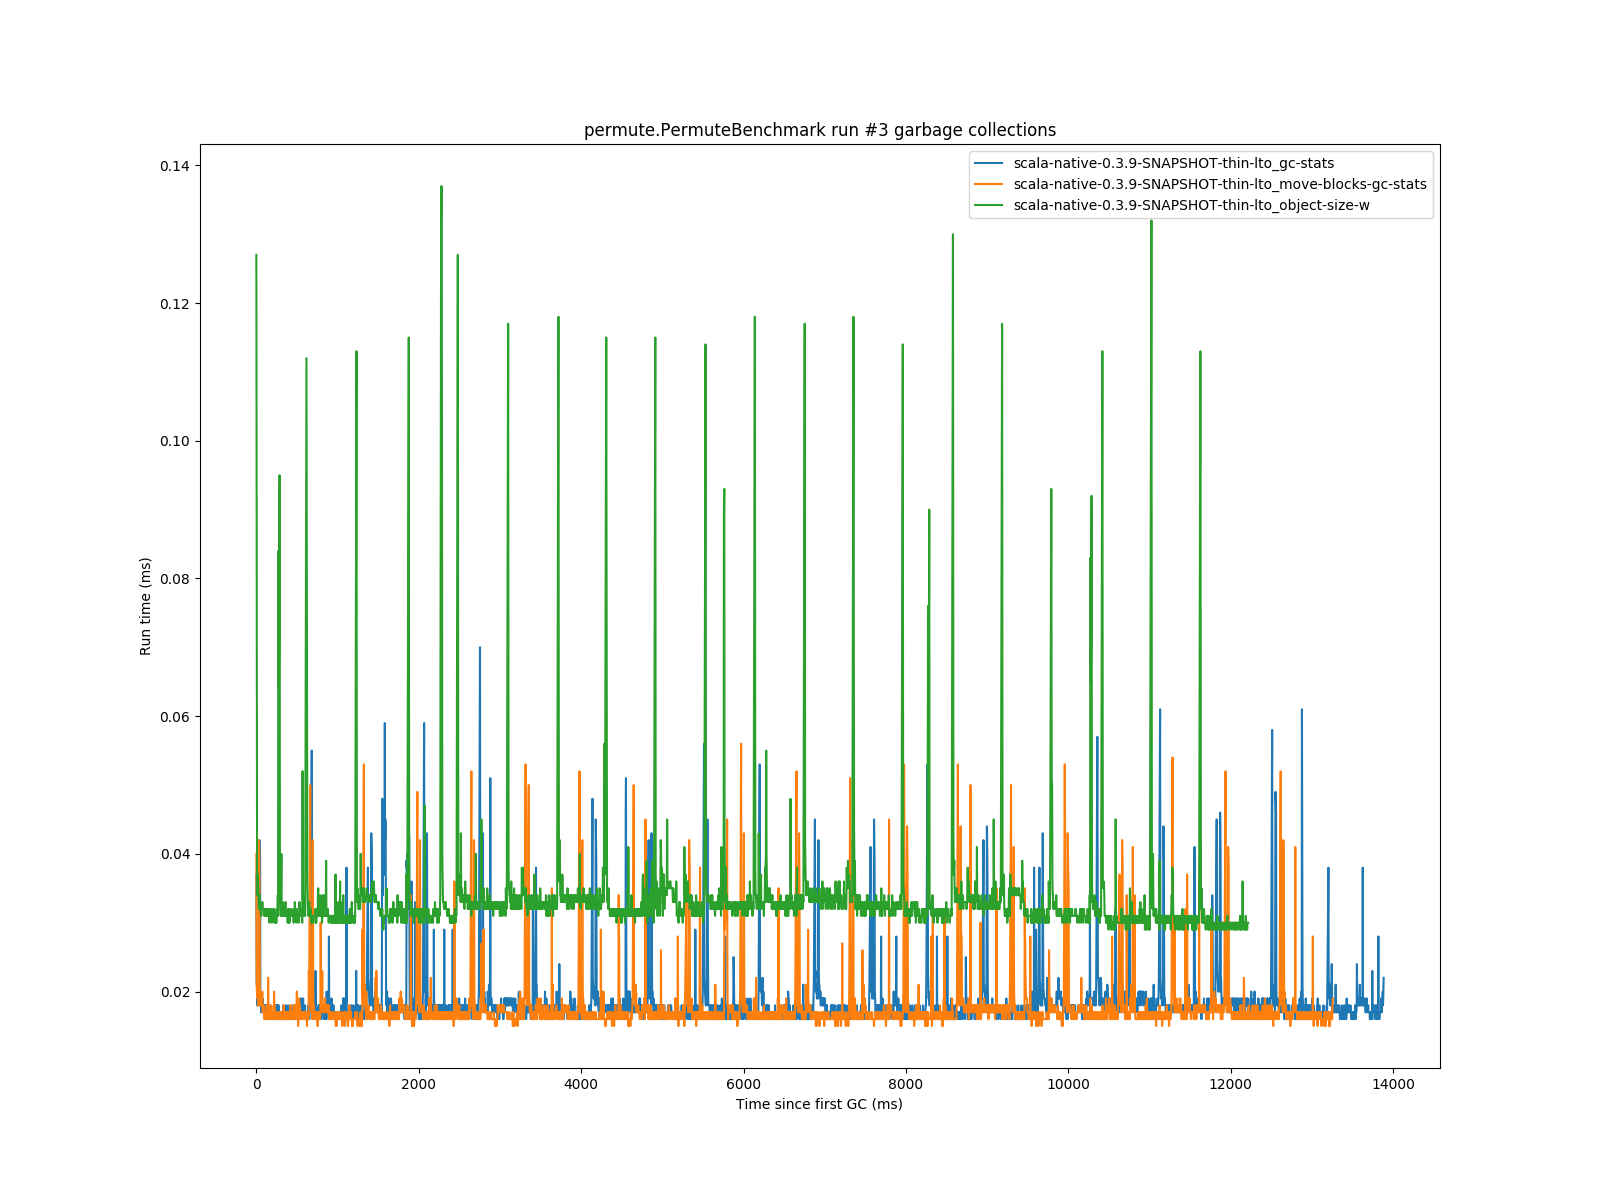 permute.PermuteBenchmark run #3 garbage collections
scala-native-0.3.9-SNAPSHOT-thin-lto_gc-stats
scala-native-0.3.9-SNAPSHOT-thin-lto_move-blocks-gc-stats
scala-native-0.3.9-SNAPSHOT-thin-lto_object-size-w
Run time (ms)
0.14
0.12
0.10
0.08
0.06
0.04
0.02
0 2000 4000 6000 8000 10000 12000 14000
Time since first GC (ms)